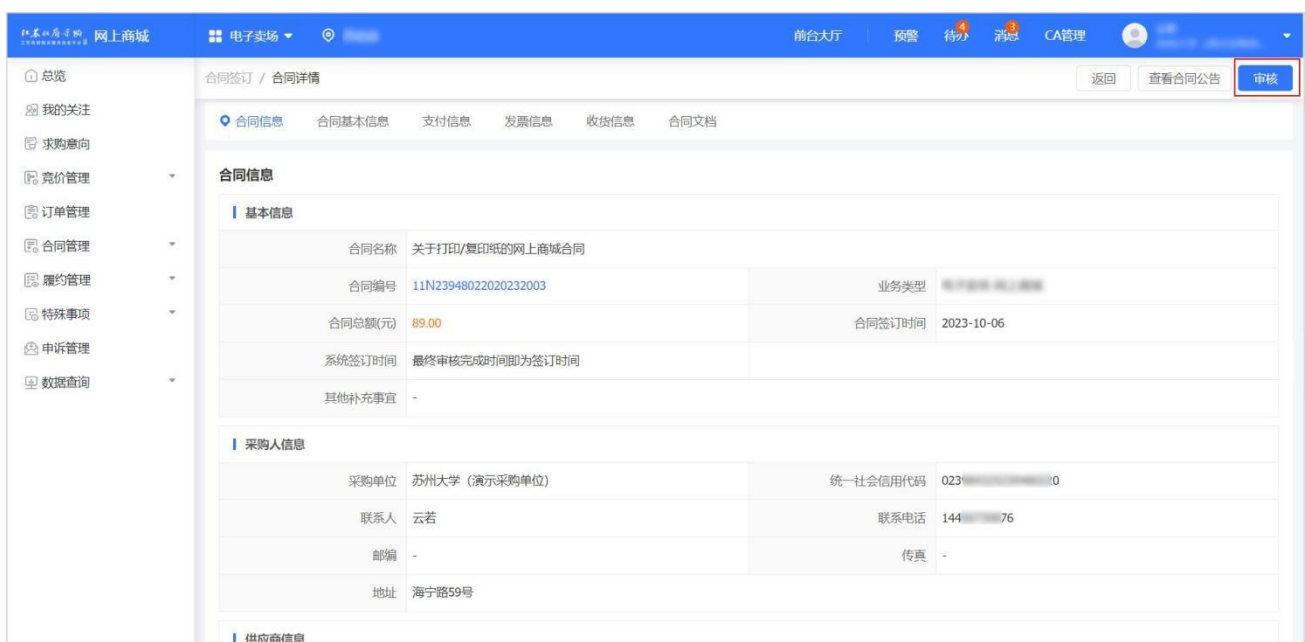 网上商城 电子卖场 前台大厅 预警 待办 4 消息 3 CA管理
合同签订 / 合同详情 返回 查看合同公告 审核
总览
我的关注
求购意向
竞价管理
订单管理
合同管理
履约管理
特殊事项
申诉管理
数据查询
合同信息 合同基本信息 支付信息 发票信息 收货信息 合同文档
合同信息
基本信息
合同名称 关于打印/复印纸的网上商城合同
合同编号 11N23948022020232003 业务类型
合同总额(元) 89.00 合同签订时间 2023-10-06
系统签订时间 最终审核完成时间即为签订时间
其他补充事宜 -
采购人信息
采购单位 苏州大学（演示采购单位） 统一社会信用代码 023 0
联系人 云若 联系电话 144 76
邮编 - 传真 -
地址 海宁路59号
供应商信息